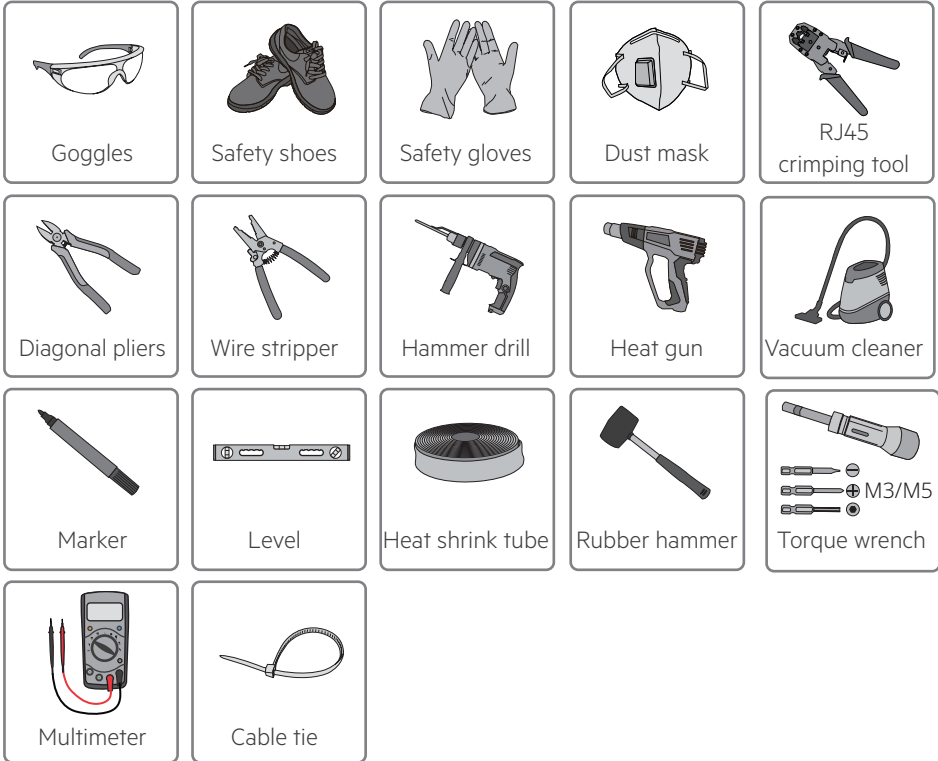 Goggles
Safety shoes
Safety gloves
Dust mask
RJ45
crimping tool
Diagonal pliers
Wire stripper
Hammer drill
Heat gun
Vacuum cleaner
Marker
Level
Heat shrink tube
Rubber hammer
M3/M5
Torque wrench
Multimeter
Cable tie